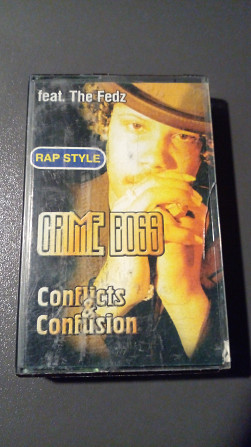 feat. The Fedz
RAP STYLE
CRIME BOSS
Conflicts
&
Confusion